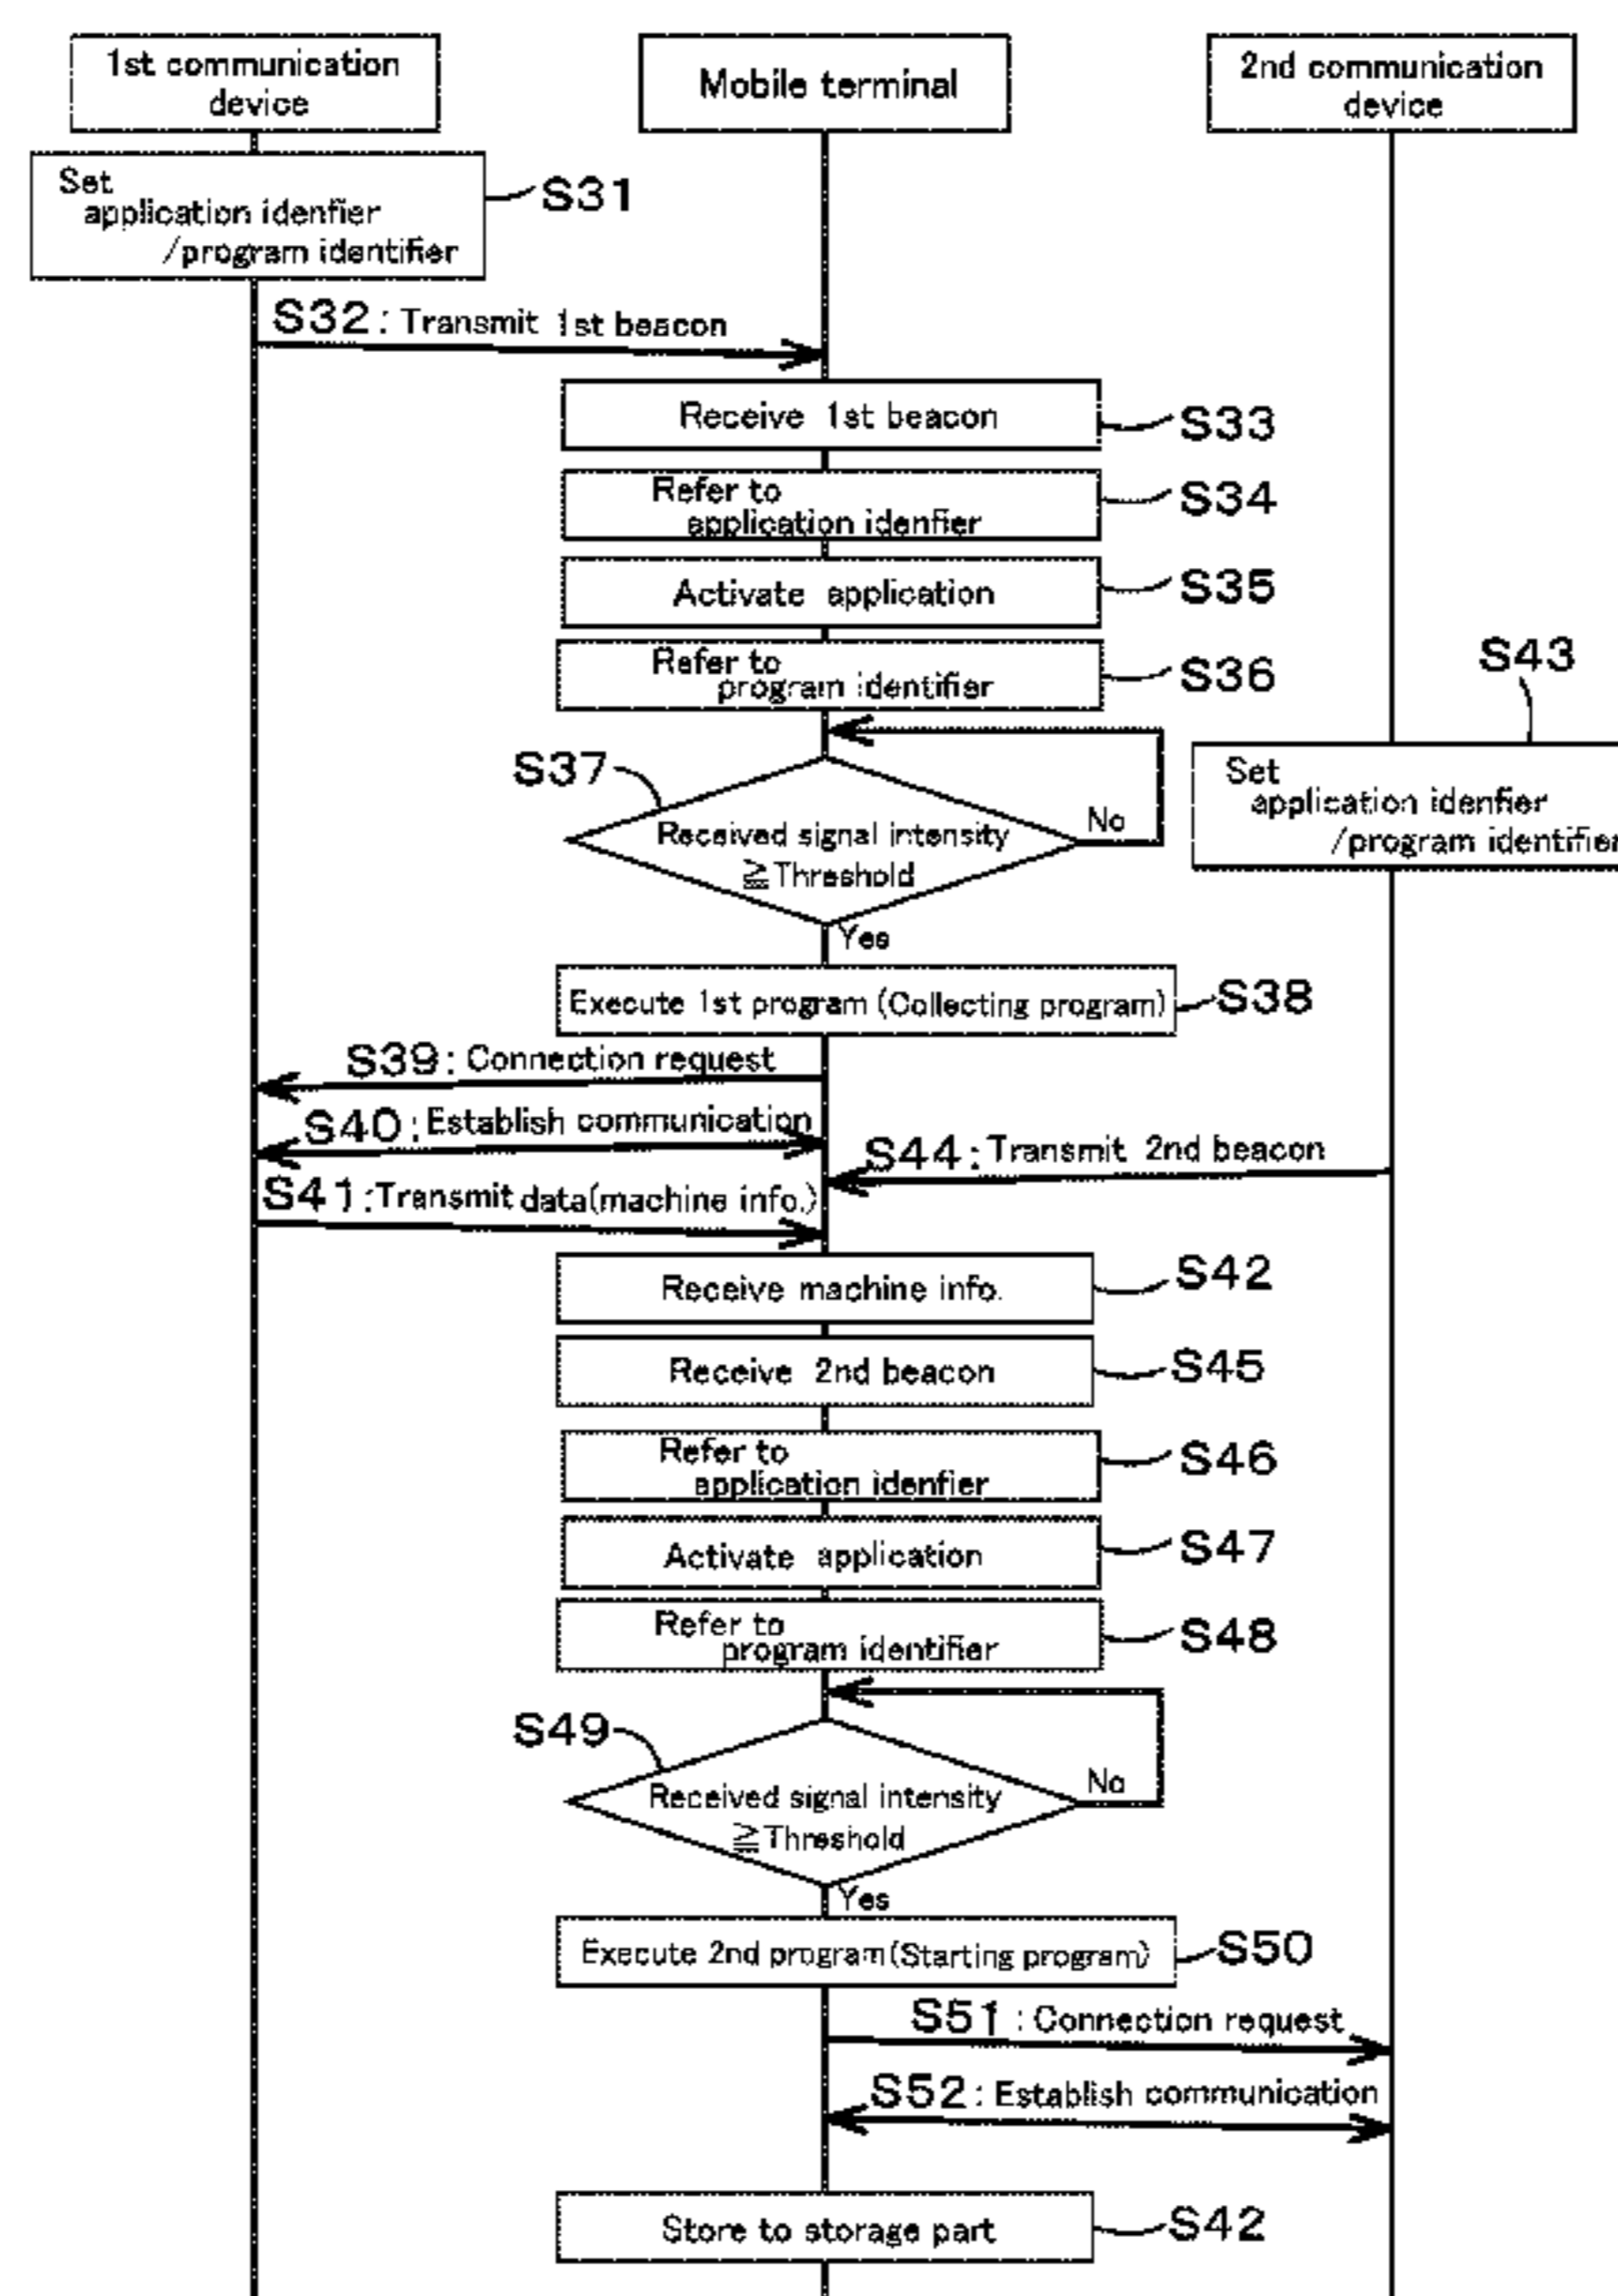 1st communication
device
Mobile terminal
2nd communication
device
Set
application idenfier
/program identifier
S31
S32: Transmit 1st beacon
Receive 1st beacon
S33
Refer to
application idenfier
S34
Activate application
S35
Refer to
program identifier
S36
S43
Set
application idenfier
/program identifier
S37
Received signal intensity
≧Threshold
No
Yes
Execute 1st program (Collecting program)
S38
S39: Connection request
S40: Establish communication
S44: Transmit 2nd beacon
S41: Transmit data(machine info.)
Receive machine info.
S42
Receive 2nd beacon
S45
Refer to
application idenfier
S46
Activate application
S47
Refer to
program identifier
S48
S49
Received signal intensity
≧Threshold
No
Yes
Execute 2nd program(Starting program)
S50
S51: Connection request
S52: Establish communication
Store to storage part
S42